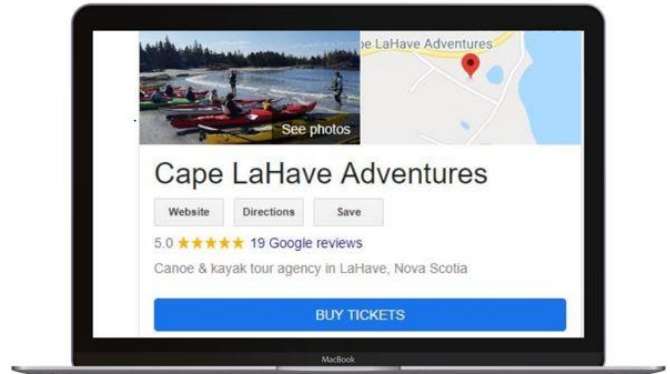 pe LaHave Adventures
See photos
Cape LaHave Adventures
Website Directions Save
5.0 ★★★★★ 19 Google reviews
Canoe & kayak tour agency in LaHave, Nova Scotia
BUY TICKETS
MacBook